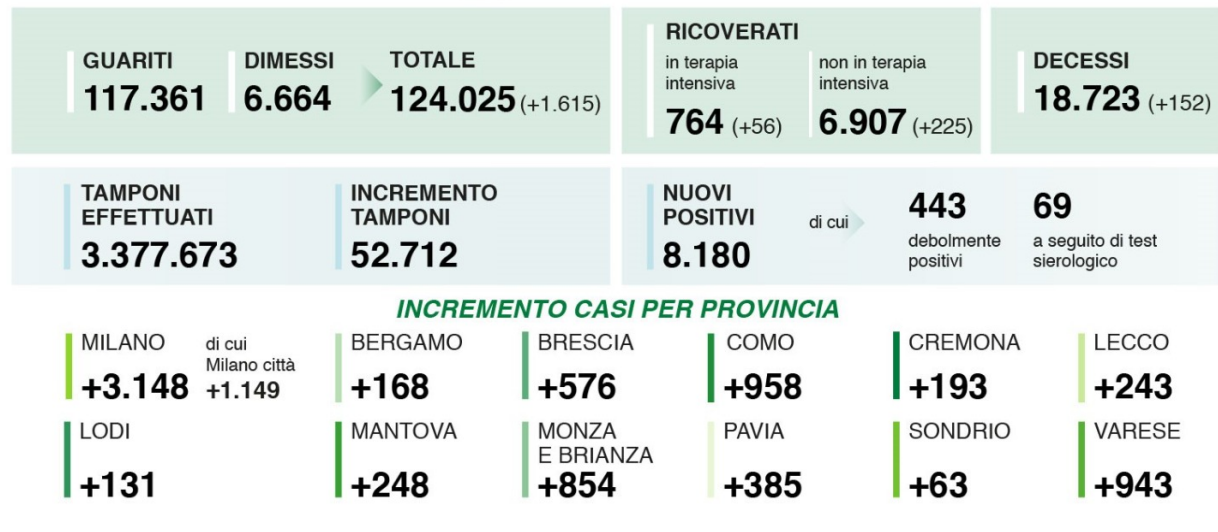 GUARITI
117.361
DIMESSI
6.664
TOTALE
124.025 (+1.615)
RICOVERATI
in terapia
intensiva
764 (+56)
non in terapia
intensiva
6.907 (+225)
DECESSI
18.723 (+152)
TAMPONI
EFFETTUATI
3.377.673
INCREMENTO
TAMPONI
52.712
NUOVI
POSITIVI
8.180
di cui
443
debolmente
positivi
69
a seguito di test
sierologico
INCREMENTO CASI PER PROVINCIA
MILANO
+3.148
di cui
Milano città
+1.149
BERGAMO
+168
BRESCIA
+576
COMO
+958
CREMONA
+193
LECCO
+243
LODI
+131
MANTOVA
+248
MONZA
E BRIANZA
+854
PAVIA
+385
SONDRIO
+63
VARESE
+943